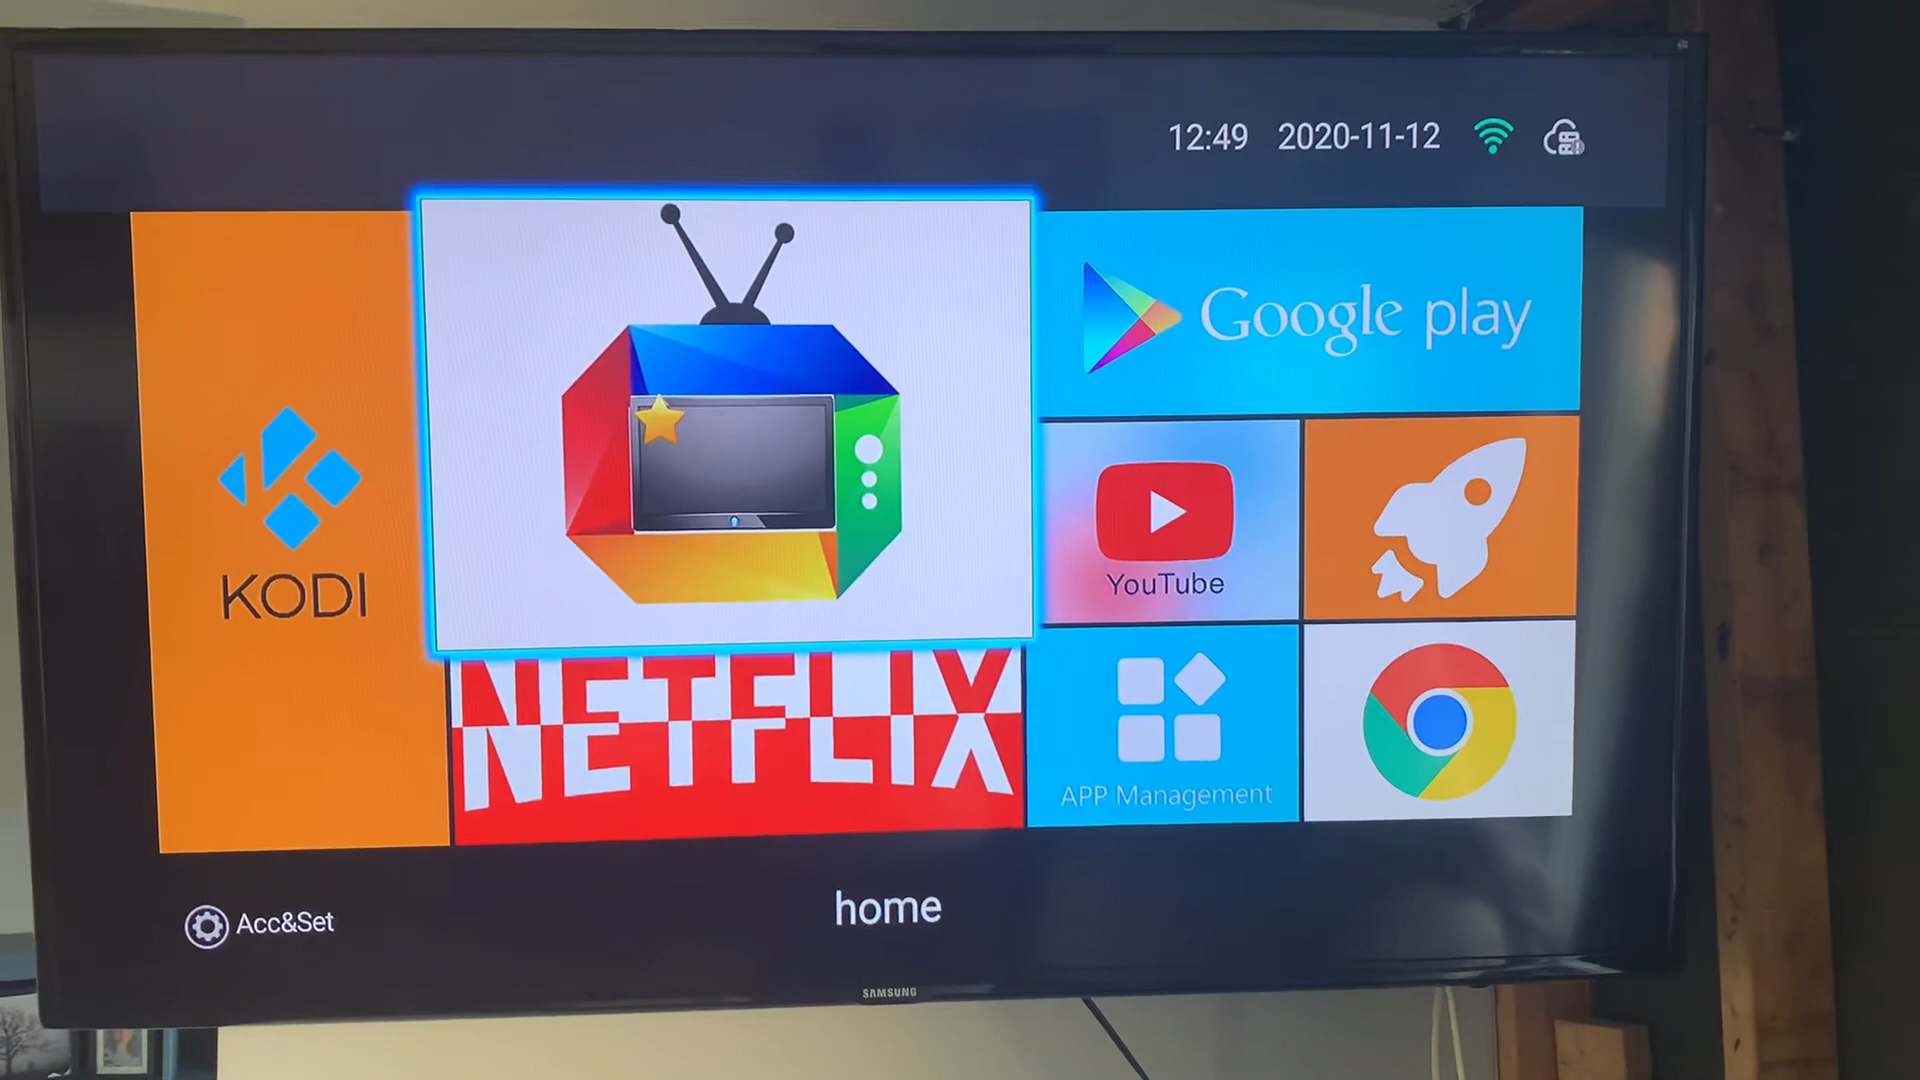 12:49 2020-11-12
Google play
KODI
YouTube
NETFLIX
APP Management
Acc&Set
home
SAMSUNG